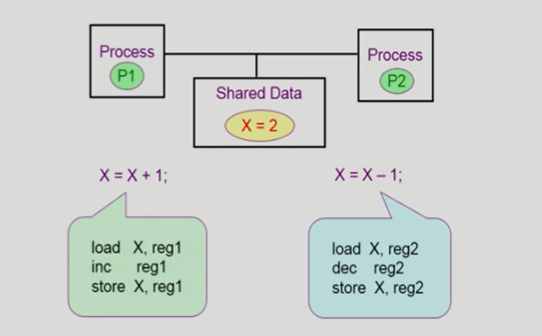 Process
P1
Process
P2
Shared Data
X = 2
X = X + 1;
X = X – 1;
load X, reg1
inc reg1
store X, reg1
load X, reg2
dec reg2
store X, reg2